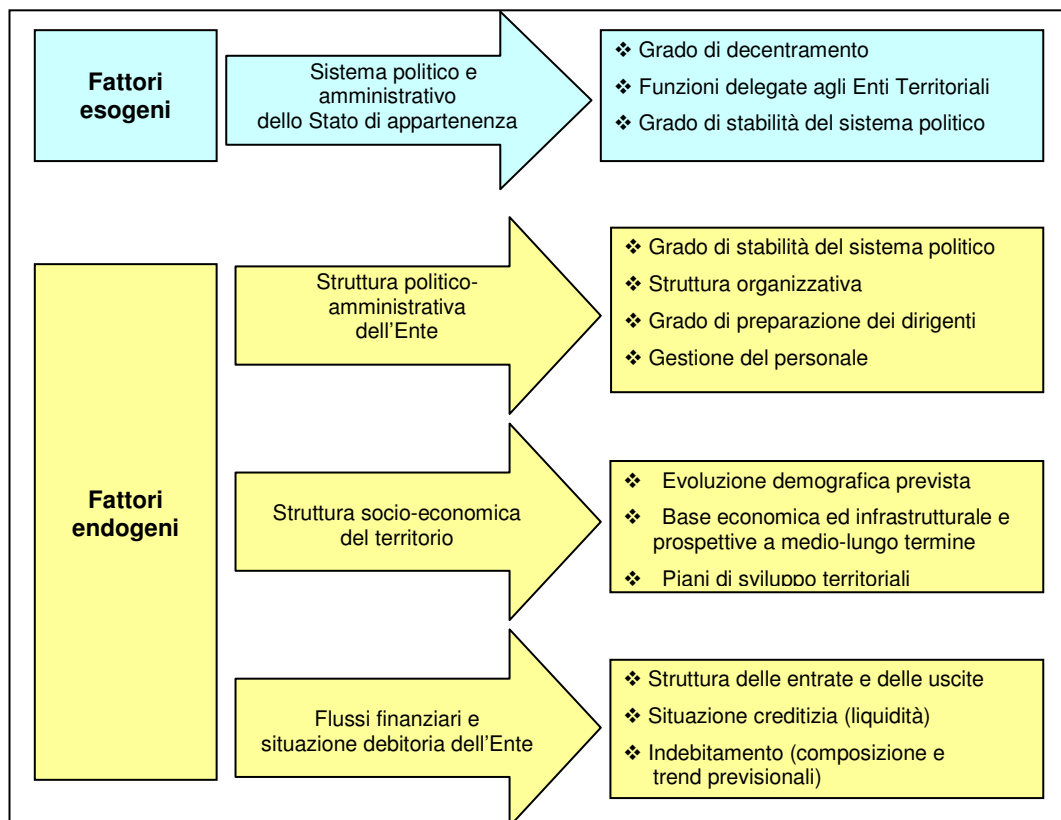 Fattori
esogeni
Sistema politico e
amministrativo
dello Stato di appartenenza
❖ Grado di decentramento
❖ Funzioni delegate agli Enti Territoriali
❖ Grado di stabilità del sistema politico
Fattori
endogeni
Struttura politico-
amministrativa
dell'Ente
❖ Grado di stabilità del sistema politico
❖ Struttura organizzativa
❖ Grado di preparazione dei dirigenti
❖ Gestione del personale
Struttura socio-economica
del territorio
❖ Evoluzione demografica prevista
❖ Base economica ed infrastrutturale e
prospettive a medio-lungo termine
❖ Piani di sviluppo territoriali
Flussi finanziari e
situazione debitoria dell'Ente
❖ Struttura delle entrate e delle uscite
❖ Situazione creditizia (liquidità)
❖ Indebitamento (composizione e
trend previsionali)